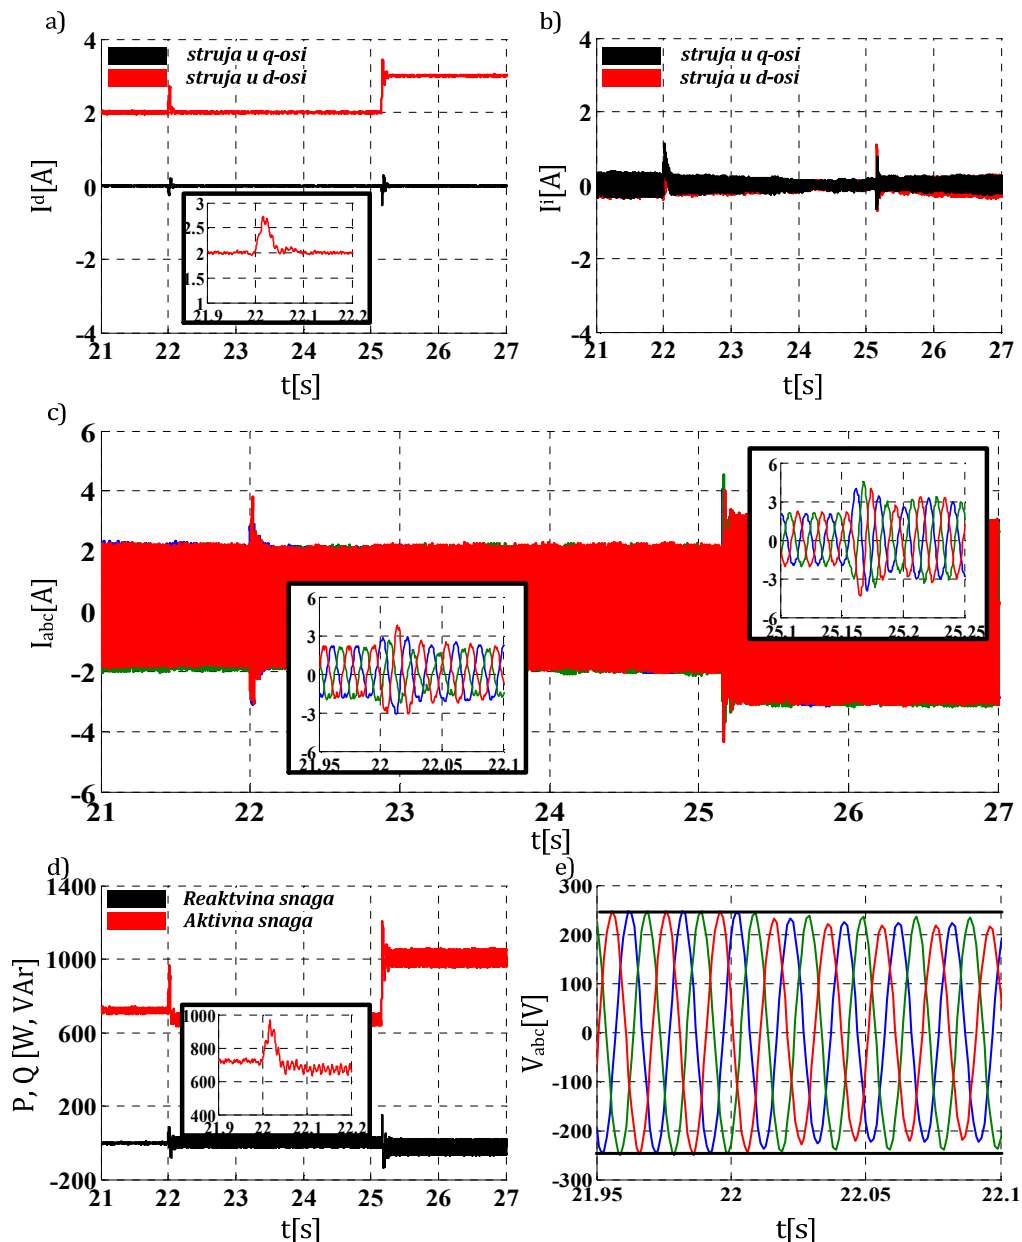 a)
4
2
0
-2
-4
I^d[A]
struja u q-osi
struja u d-osi
3
2.5
2
1.5
1
21.9 22 22.1 22.2
21 22 23 24 25 26 27
t[s]
b)
4
2
0
-2
-4
I^i[A]
struja u q-osi
struja u d-osi
21 22 23 24 25 26 27
t[s]
c)
6
4
2
0
-2
-4
-6
I_abc[A]
6
3
0
-3
-6
21.95 22 22.05 22.1
6
3
0
-3
-6
25.1 25.15 25.2 25.25
21 22 23 24 25 26 27
t[s]
d)
1400
1000
600
200
-200
P, Q [W, VAr]
Reaktvina snaga
Aktivna snaga
1000
800
600
400
21.9 22 22.1 22.2
21 22 23 24 25 26 27
t[s]
e)
300
200
100
0
-100
-200
-300
V_abc[V]
21.95 22 22.05 22.1
t[s]